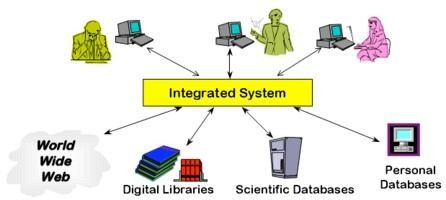 Integrated System
World
Wide
Web
Digital Libraries
Scientific Databases
Personal
Databases